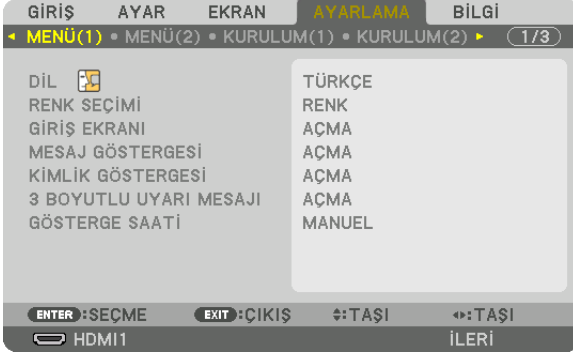 GİRİŞ AYAR EKRAN AYARLAMA BİLGİ
◂ MENÜ(1) • MENÜ(2) • KURULUM(1) • KURULUM(2) ▸ 1/3
DİL TÜRKÇE
RENK SEÇİMİ RENK
GİRİŞ EKRANI AÇMA
MESAJ GÖSTERGESİ AÇMA
KİMLİK GÖSTERGESİ AÇMA
3 BOYUTLU UYARI MESAJI AÇMA
GÖSTERGE SAATİ MANUEL
ENTER :SEÇME EXIT :ÇIKIŞ :TAŞI :TAŞI
HDMI1 İLERİ